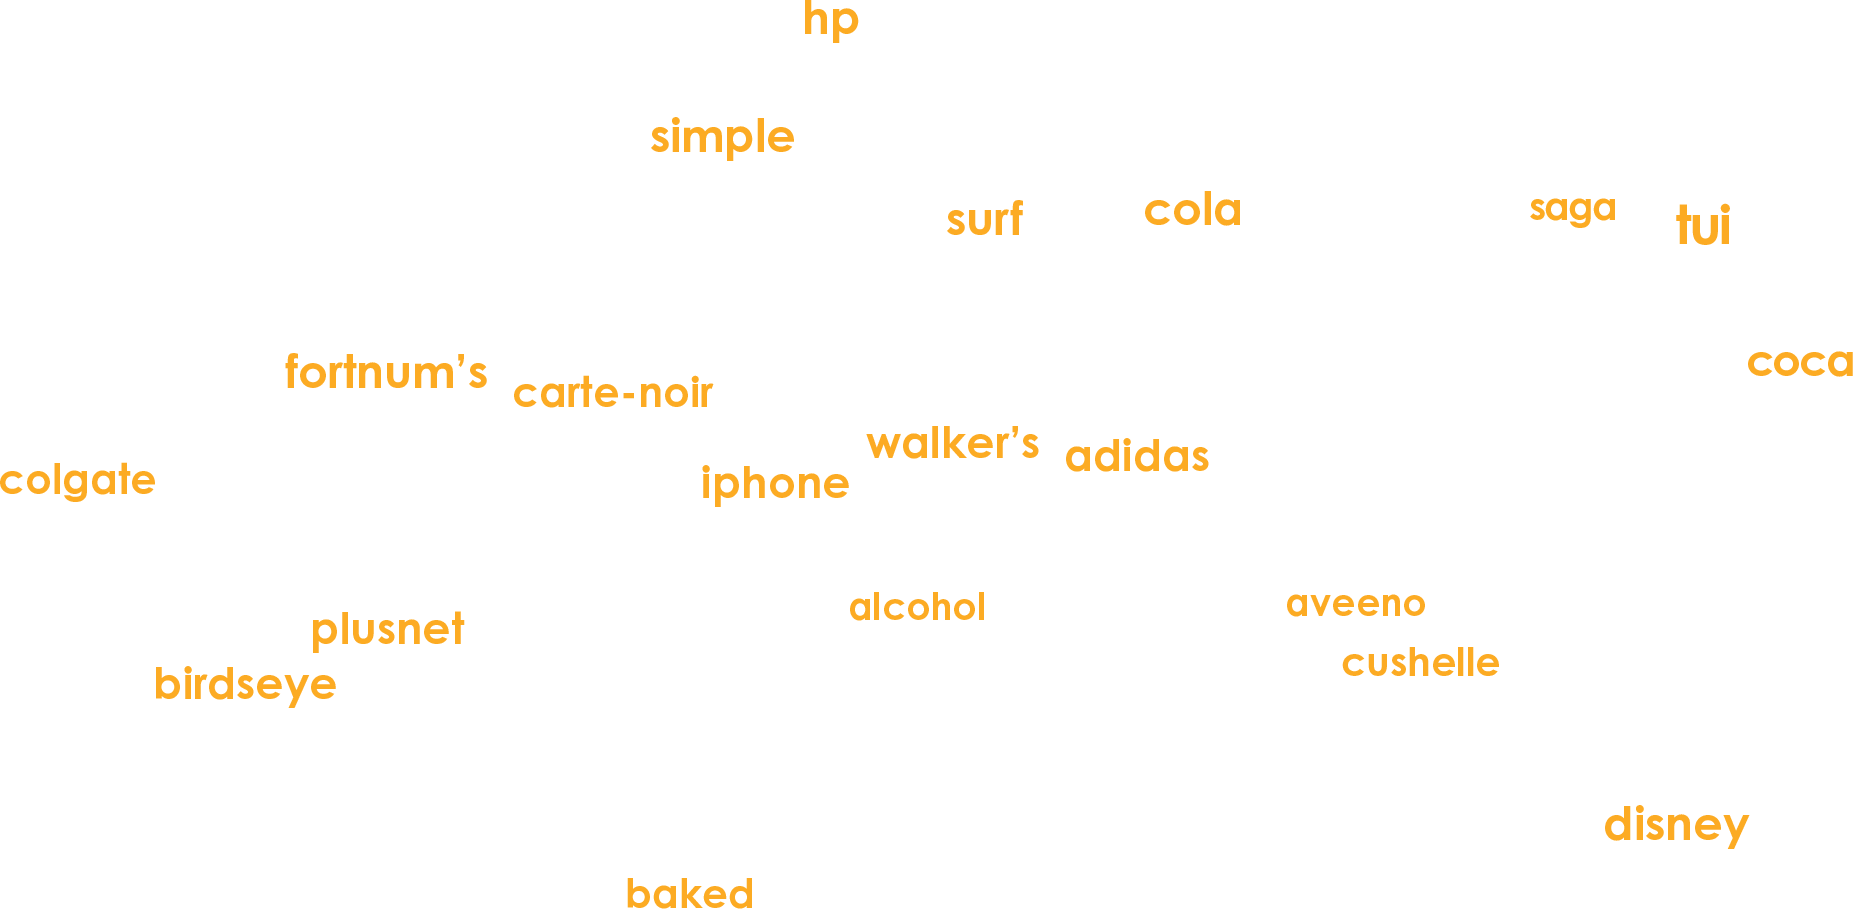 hp
simple
surf
cola
saga
tui
fortnum’s
carte-noir
coca
walker’s
adidas
colgate
iphone
alcohol
aveeno
plusnet
cushelle
birdseye
disney
baked